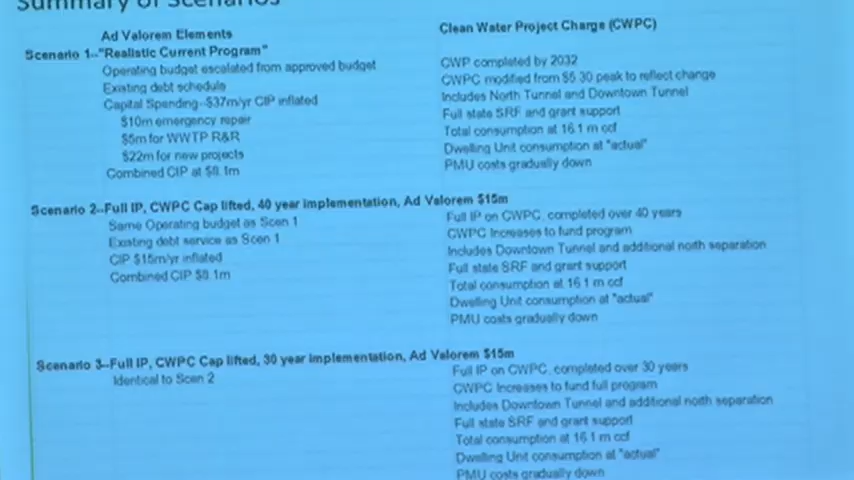 Summary of Scenarios
Ad Valorem Elements
Clean Water Project Charge (CWPC)
Scenario 1--"Realistic Current Program"
Operating budget escalated from approved budget
CWP completed by 2032
Existing debt schedule
CWPC modified from $5.30 peak to reflect change
Capital Spending--$37m/yr CIP inflated
Includes North Tunnel and Downtown Tunnel
$10m emergency repair
Full state SRF and grant support
$5m for WWTP R&R
Total consumption at 16.1 m ccf
$22m for new projects
Dwelling Unit consumption at "actual"
Combined CIP at $8.1m
PMU costs gradually down
Scenario 2--Full IP, CWPC Cap lifted, 40 year implementation, Ad Valorem $15m
Same Operating budget as Scen 1
Full IP on CWPC, completed over 40 years
Existing debt service as Scen 1
CWPC Increases to fund program
CIP $15m/yr inflated
Includes Downtown Tunnel and additional north separation
Combined CIP $8.1m
Full state SRF and grant support
Total consumption at 16.1 m ccf
Dwelling Unit consumption at "actual"
PMU costs gradually down
Scenario 3--Full IP, CWPC Cap lifted, 30 year implementation, Ad Valorem $15m
Identical to Scen 2
Full IP on CWPC, completed over 30 years
CWPC Increases to fund full program
Includes Downtown Tunnel and additional north separation
Full state SRF and grant support
Total consumption at 16.1 m ccf
Dwelling Unit consumption at "actual"
PMU costs gradually down